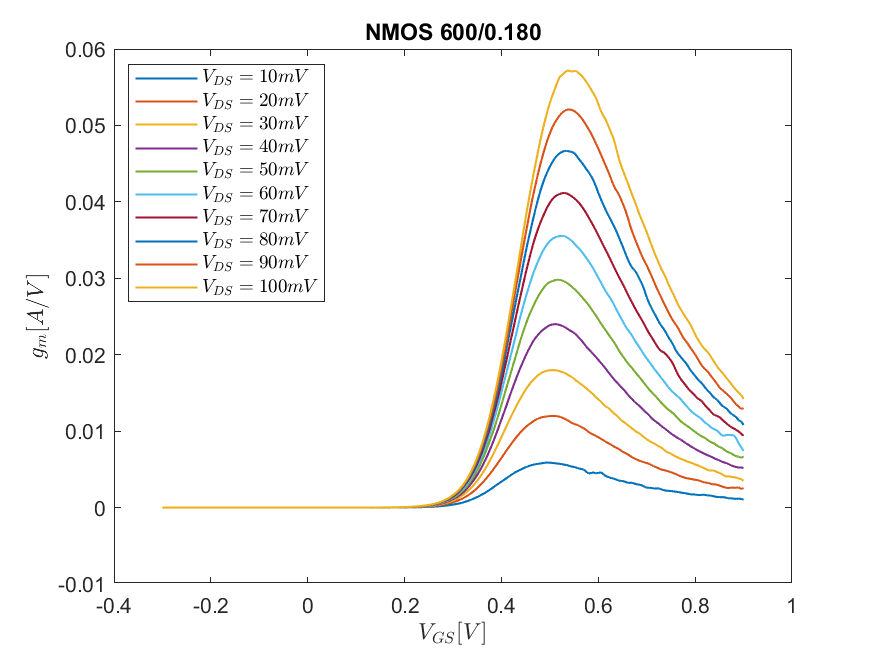 NMOS 600/0.180
0.06
0.05
0.04
0.03
0.02
0.01
0
-0.01
g_m[A/V]
V_DS = 10mV
V_DS = 20mV
V_DS = 30mV
V_DS = 40mV
V_DS = 50mV
V_DS = 60mV
V_DS = 70mV
V_DS = 80mV
V_DS = 90mV
V_DS = 100mV
-0.4 -0.2 0 0.2 0.4 0.6 0.8 1
V_GS[V]